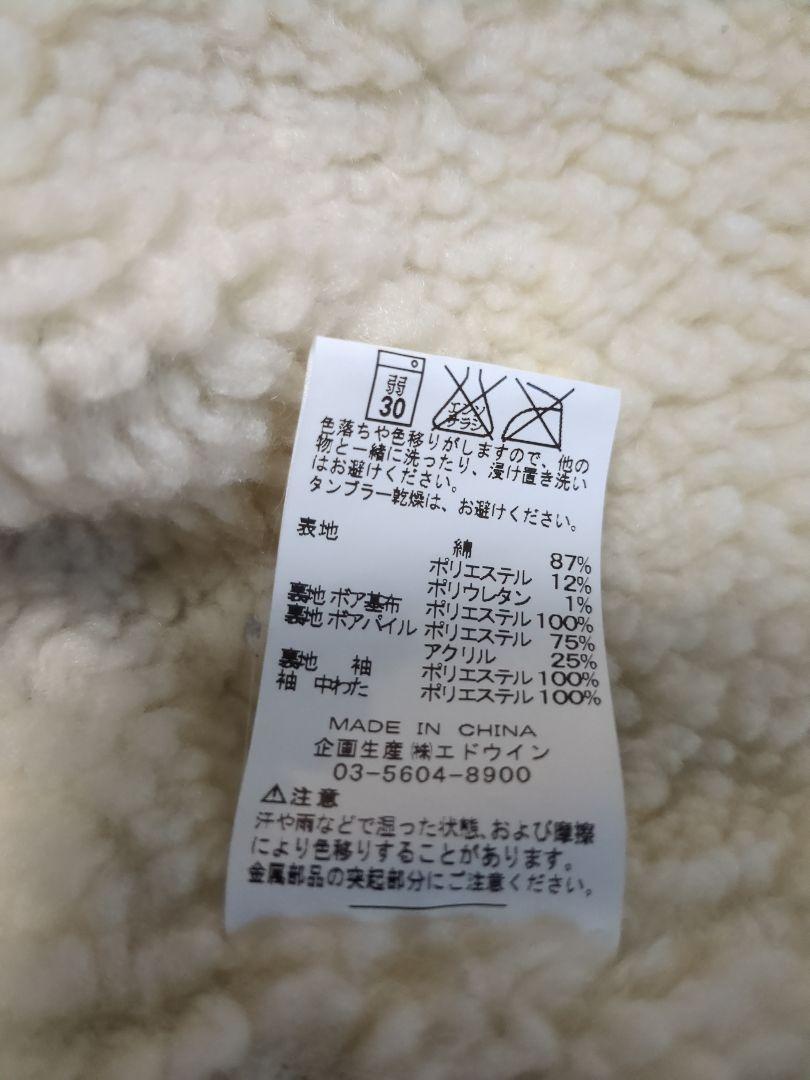 弱
30
エンソ
サラシ
色落ちや色移りがしますので、他の
物と一緒に洗ったり、浸け置き洗い
はお避けください。
タンブラー乾燥は、お避けください。
表地 綿 87%
ポリエステル 12%
ポリウレタン 1%
裏地 ボア基布 ポリエステル 100%
裏地 ボアパイル ポリエステル 75%
アクリル 25%
裏地 袖 ポリエステル 100%
袖 中わた ポリエステル 100%
MADE IN CHINA
企画生産 ㈱ エドウイン
03-5604-8900
⚠注意
汗や雨などで湿った状態、および摩擦
により色移りすることがあります。
金属部品の突起部分にご注意ください。